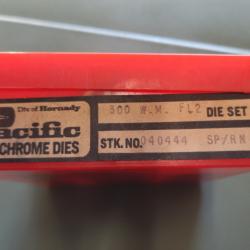 Div. of Hornady
Pacific
CHROME DIES
300 W.M. FL2 DIE SET
STK. NO. 040444 SP/RN